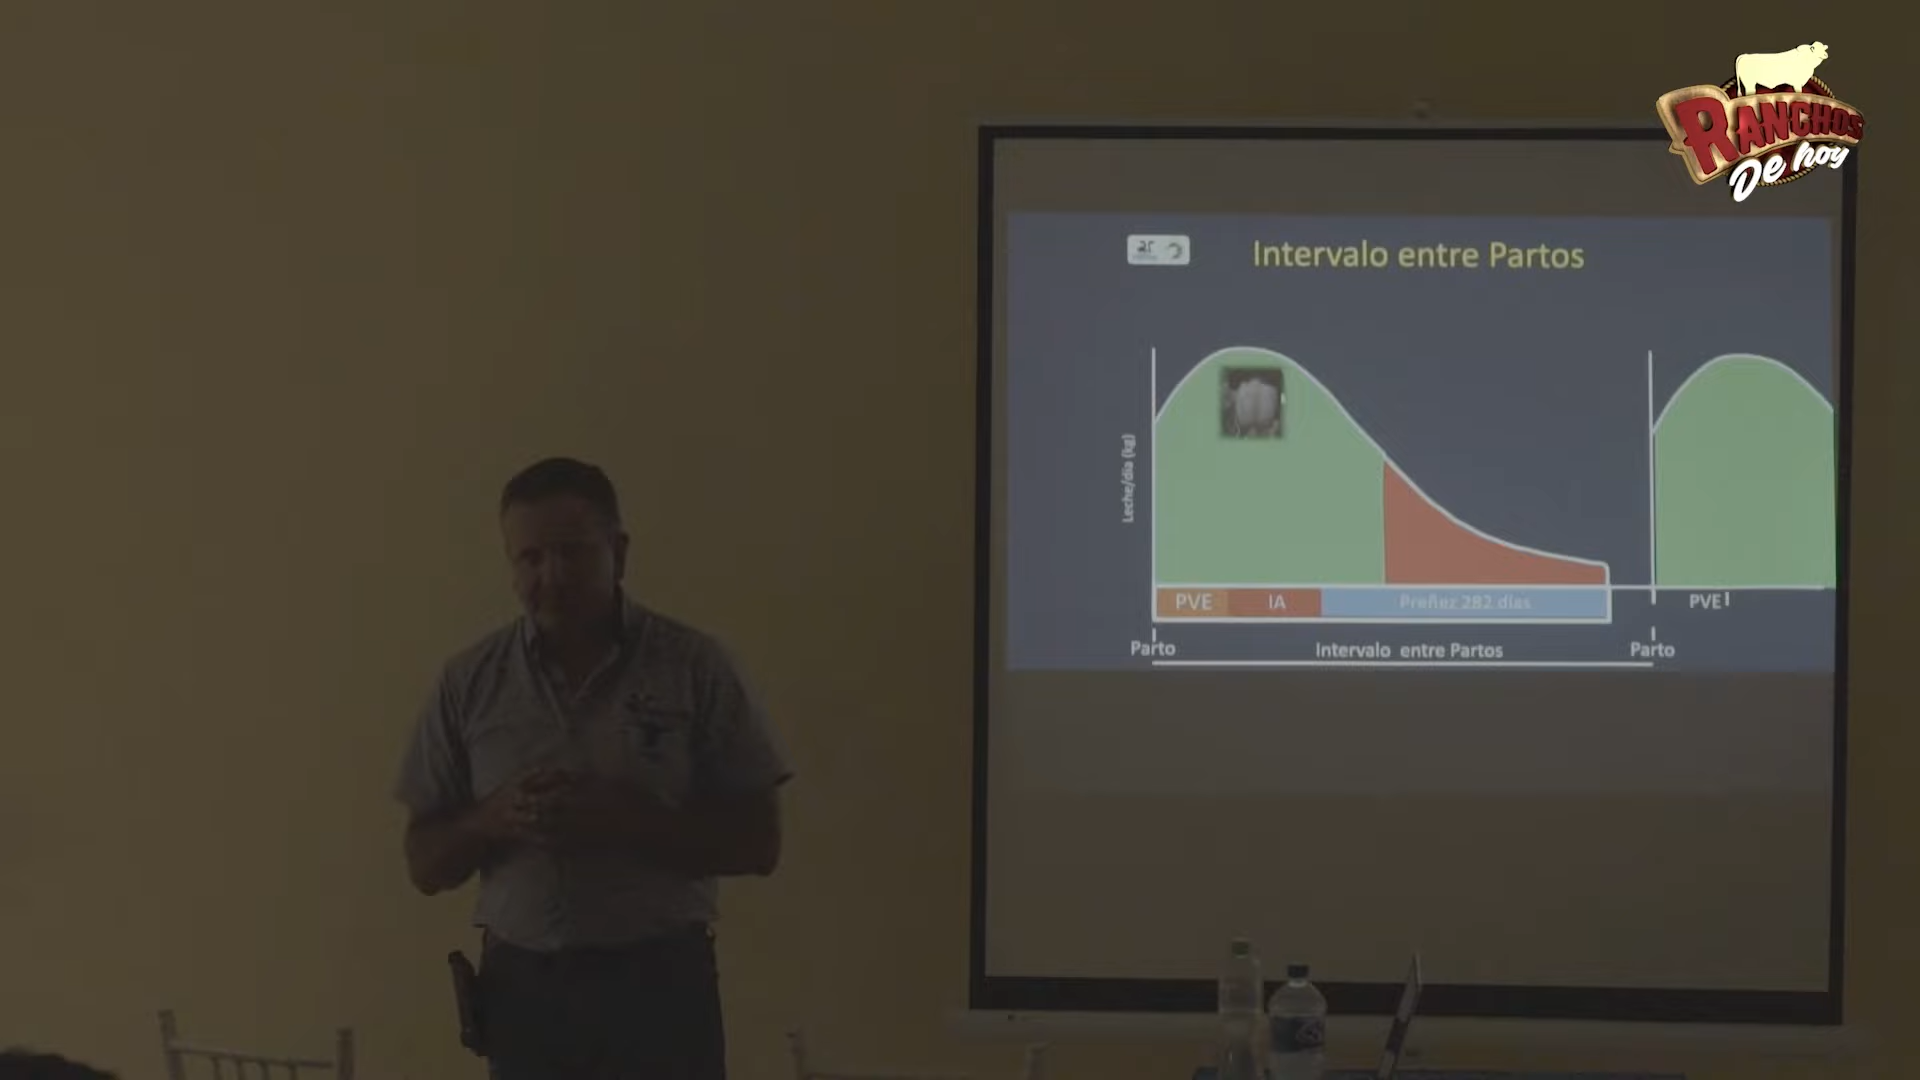 RANCHOS
De hoy
Intervalo entre Partos
Leche/día (kg)
PVE
IA
Preñez 282 días
PVE
Parto
Intervalo entre Partos
Parto